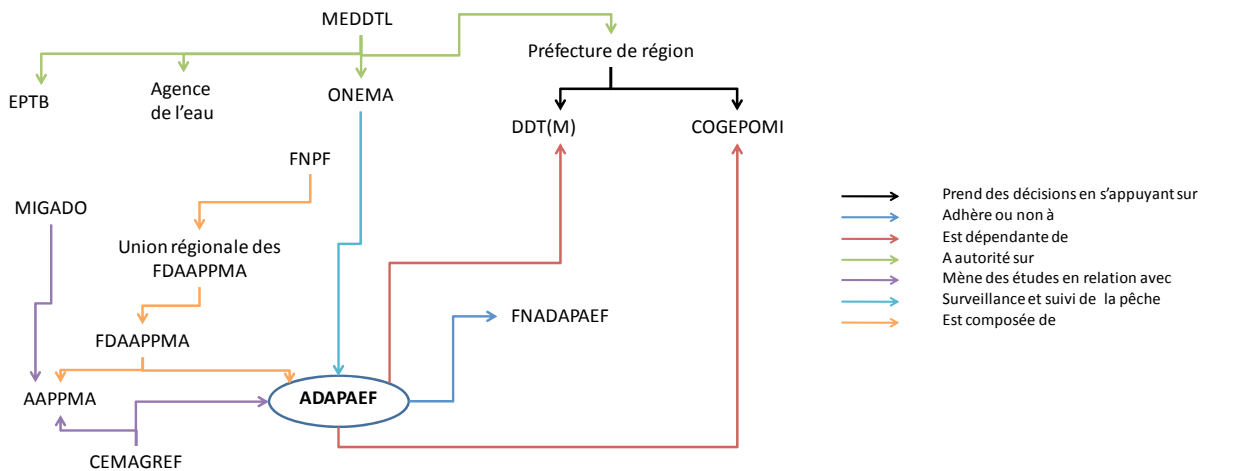 MEDDTL
Préfecture de région
EPTB
Agence
de l'eau
ONEMA
DDT(M)
COGEPOMI
FNPF
MIGADO
Union régionale des
FDAAPPMA
FDAAPPMA
FNADAPAEF
AAPPMA
ADAPAEF
CEMAGREF
Prend des décisions en s'appuyant sur
Adhère ou non à
Est dépendante de
A autorité sur
Mène des études en relation avec
Surveillance et suivi de la pêche
Est composée de